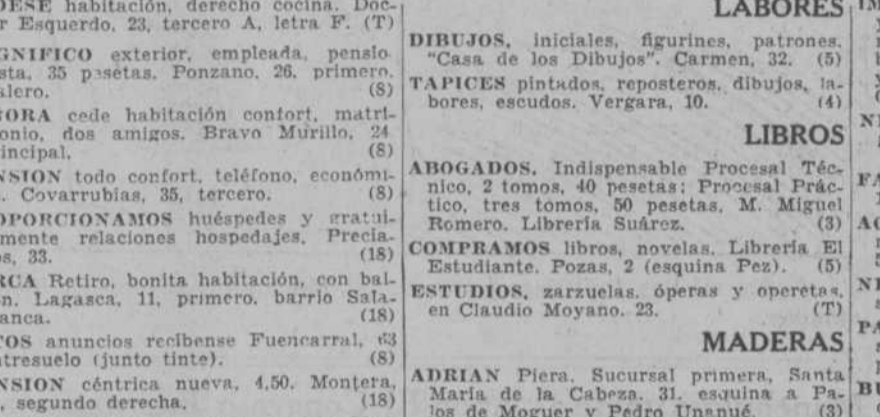 DESE habitación, derecho cocina. Doc-
r Esquerdo, 23, tercero A, letra F. (T)
GNIFICO exterior, empleada, pensio-
sta, 35 pesetas. Ponzano, 26, primero.
alero. (8)
ORA cede habitación confort, matri-
onio, dos amigos. Bravo Murillo, 24
incipal. (8)
NSION todo confort, teléfono, económi-
. Covarrubias, 35, tercero. (8)
OPORCIONAMOS huéspedes y gratui-
mente relaciones hospedajes. Precia-
s, 33. (18)
RCA Retiro, bonita habitación, con bal-
n. Lagasca, 11, primero. barrio Sala-
anca. (18)
TOS anuncios recíbense Fuencarral, 63
tresuelo (junto tinte). (8)
NSION céntrica nueva, 4,50. Montera,
, segundo derecha. (18)
LABORES
DIBUJOS, iniciales, figurines, patrones.
"Casa de los Dibujos". Carmen, 32. (5)
TAPICES pintados, reposteros, dibujos, la-
bores, escudos. Vergara, 10. (4)
LIBROS
ABOGADOS. Indispensable Procesal Téc-
nico, 2 tomos, 40 pesetas; Procesal Prác-
tico, tres tomos, 50 pesetas, M. Miguel
Romero. Librería Suárez. (3)
COMPRAMOS libros, novelas. Librería El
Estudiante. Pozas, 2 (esquina Pez). (5)
ESTUDIOS, zarzuelas. óperas y operetas,
en Claudio Moyano. 23. (T)
MADERAS
ADRIAN Piera. Sucursal primera, Santa
María de la Cabeza. 31. esquina a Pa-
los de Moguer y Pedro Unanué. (3)